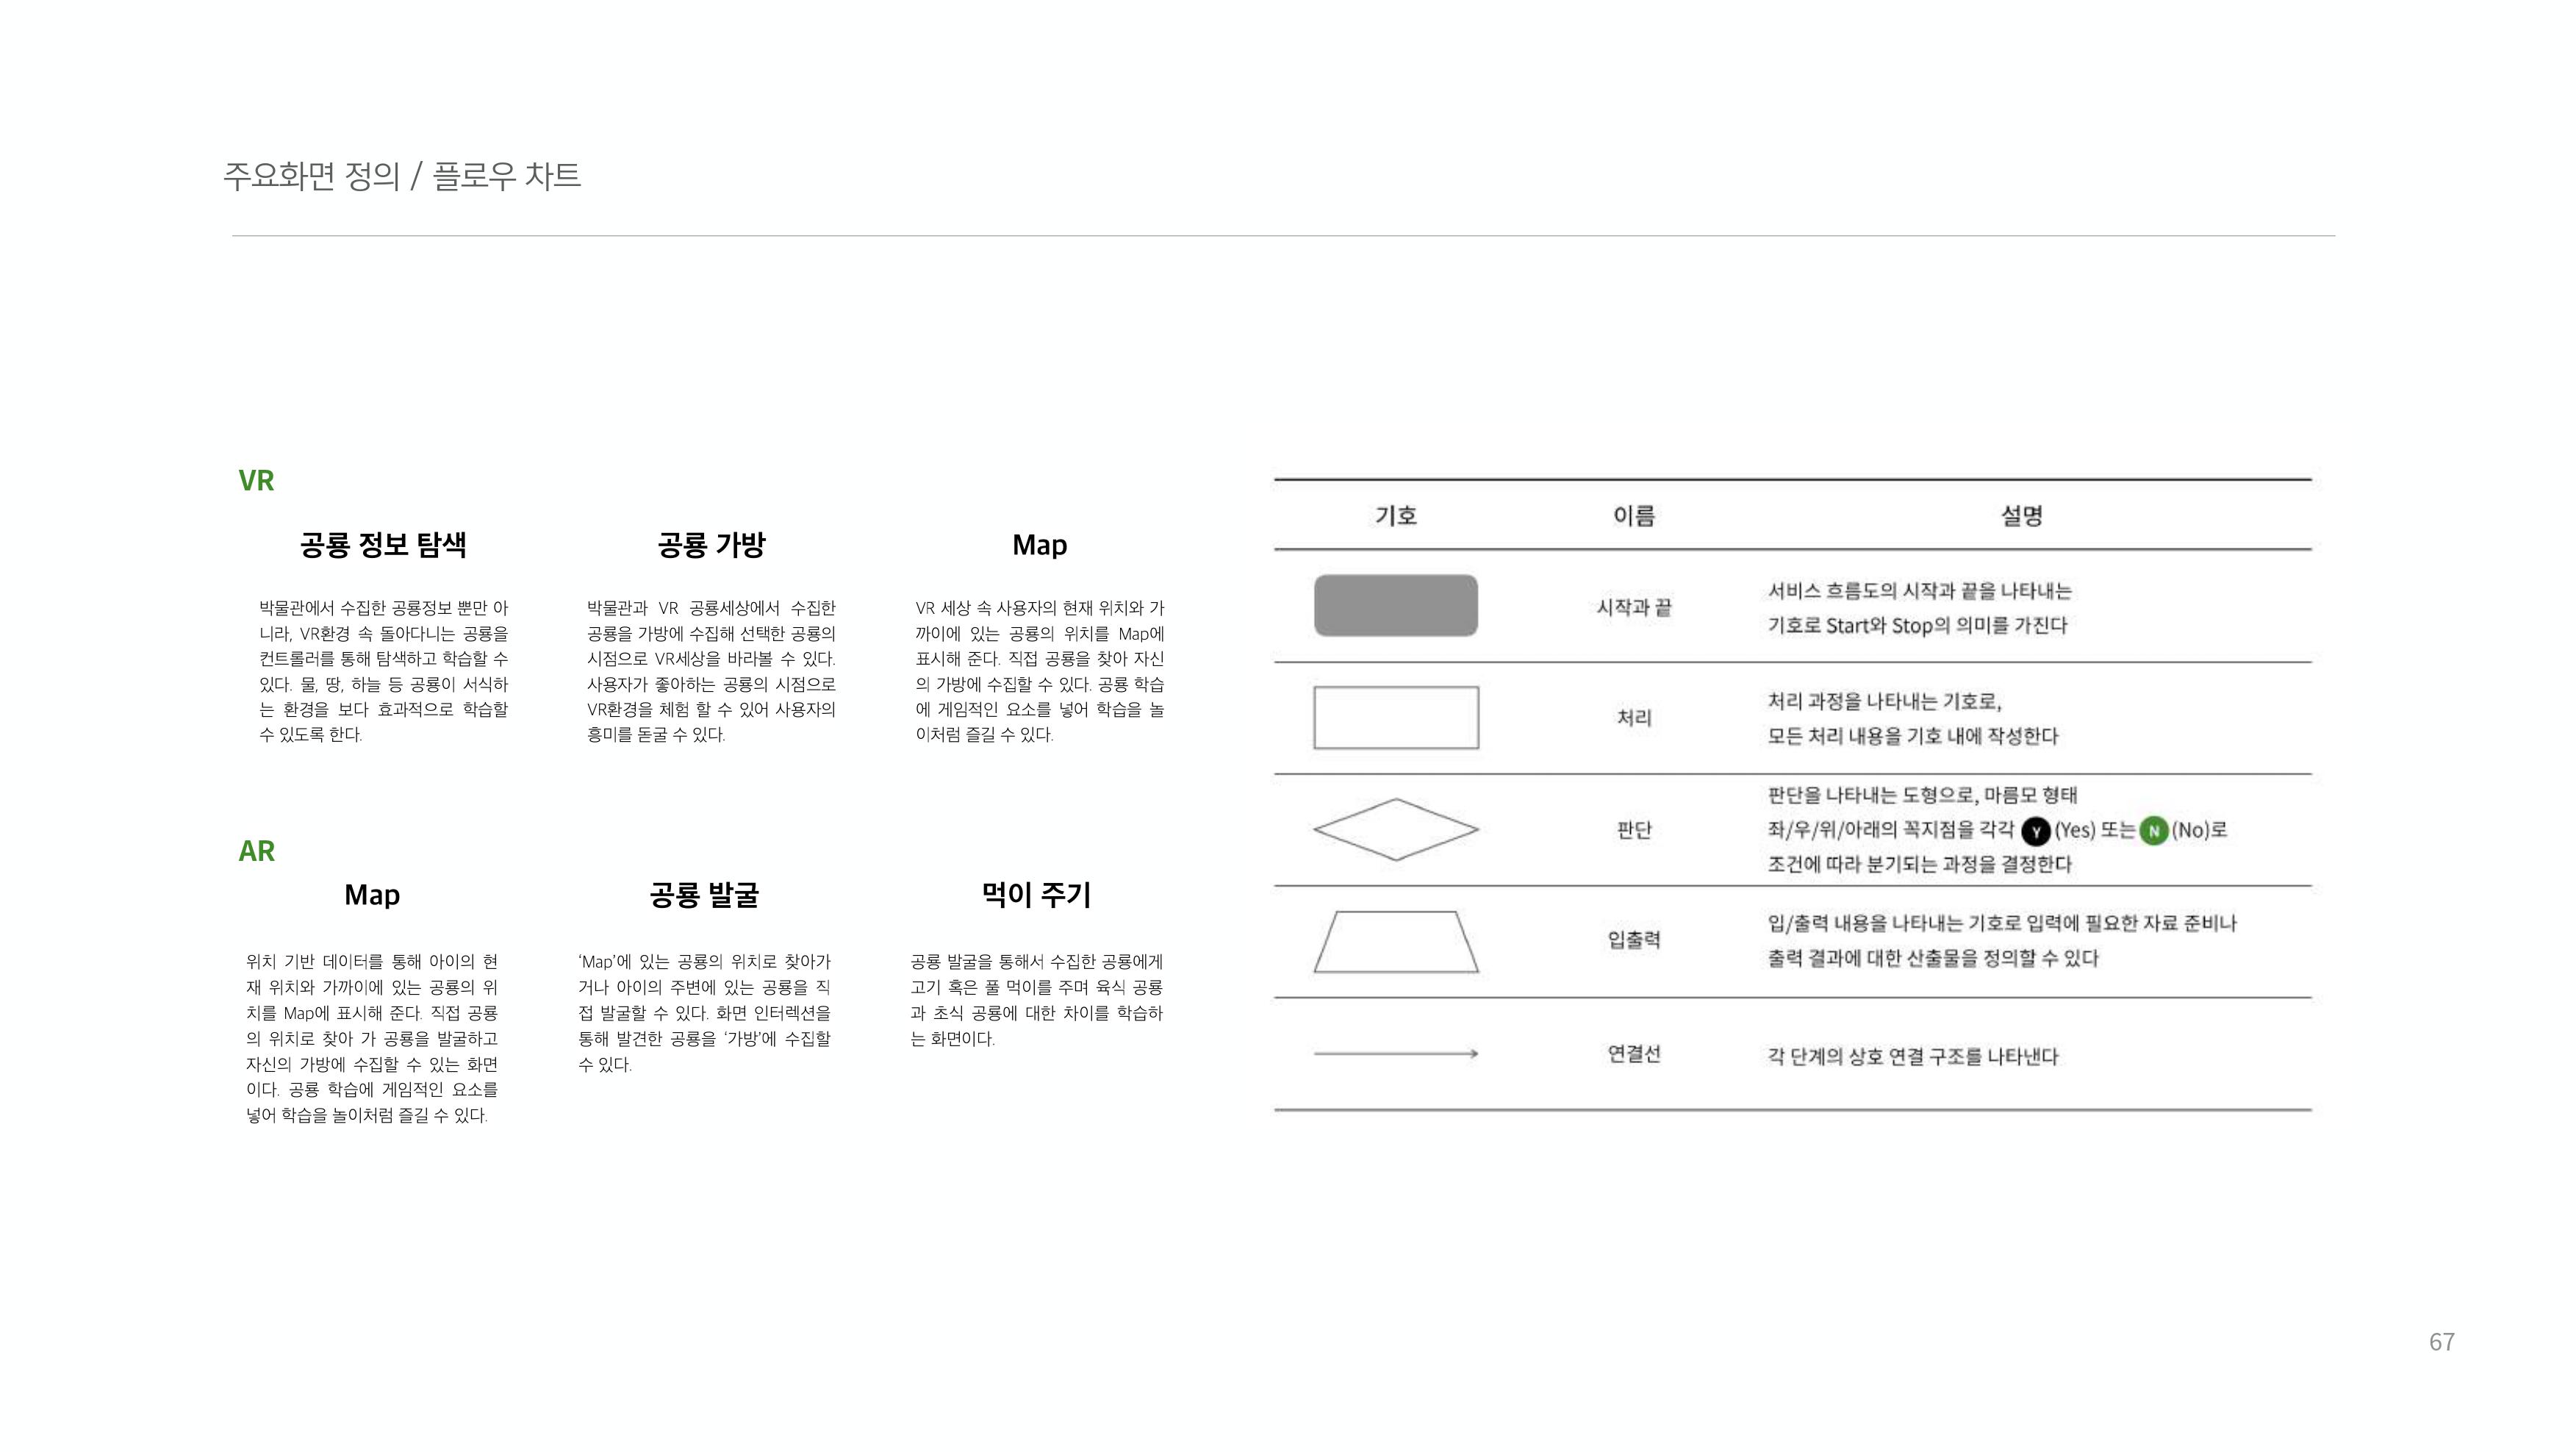 주요화면 정의 / 플로우 차트
VR
공룡 정보 탐색
박물관에서 수집한 공룡정보 뿐만 아
니라, VR환경 속 돌아다니는 공룡을
컨트롤러를 통해 탐색하고 학습할 수
있다. 물, 땅, 하늘 등 공룡이 서식하
는 환경을 보다 효과적으로 학습할
수 있도록 한다.
공룡 가방
박물관과 VR 공룡세상에서 수집한
공룡을 가방에 수집해 선택한 공룡의
시점으로 VR세상을 바라볼 수 있다.
사용자가 좋아하는 공룡의 시점으로
VR환경을 체험 할 수 있어 사용자의
흥미를 돋굴 수 있다.
Map
VR 세상 속 사용자의 현재 위치와 가
까이에 있는 공룡의 위치를 Map에
표시해 준다. 직접 공룡을 찾아 자신
의 가방에 수집할 수 있다. 공룡 학습
에 게임적인 요소를 넣어 학습을 놀
이처럼 즐길 수 있다.
AR
Map
위치 기반 데이터를 통해 아이의 현
재 위치와 가까이에 있는 공룡의 위
치를 Map에 표시해 준다. 직접 공룡
의 위치로 찾아 가 공룡을 발굴하고
자신의 가방에 수집할 수 있는 화면
이다. 공룡 학습에 게임적인 요소를
넣어 학습을 놀이처럼 즐길 수 있다.
공룡 발굴
‘Map’에 있는 공룡의 위치로 찾아가
거나 아이의 주변에 있는 공룡을 직
접 발굴할 수 있다. 화면 인터렉션을
통해 발견한 공룡을 ‘가방’에 수집할
수 있다.
먹이 주기
공룡 발굴을 통해서 수집한 공룡에게
고기 혹은 풀 먹이를 주며 육식 공룡
과 초식 공룡에 대한 차이를 학습하
는 화면이다.
기호 이름 설명
시작과 끝
서비스 흐름도의 시작과 끝을 나타내는
기호로 Start와 Stop의 의미를 가진다
처리
처리 과정을 나타내는 기호로,
모든 처리 내용을 기호 내에 작성한다
판단
판단을 나타내는 도형으로, 마름모 형태
좌/우/위/아래의 꼭지점을 각각 Y (Yes) 또는 N (No)로
조건에 따라 분기되는 과정을 결정한다
입출력
입/출력 내용을 나타내는 기호로 입력에 필요한 자료 준비나
출력 결과에 대한 산출물을 정의할 수 있다
연결선
각 단계의 상호 연결 구조를 나타낸다
67